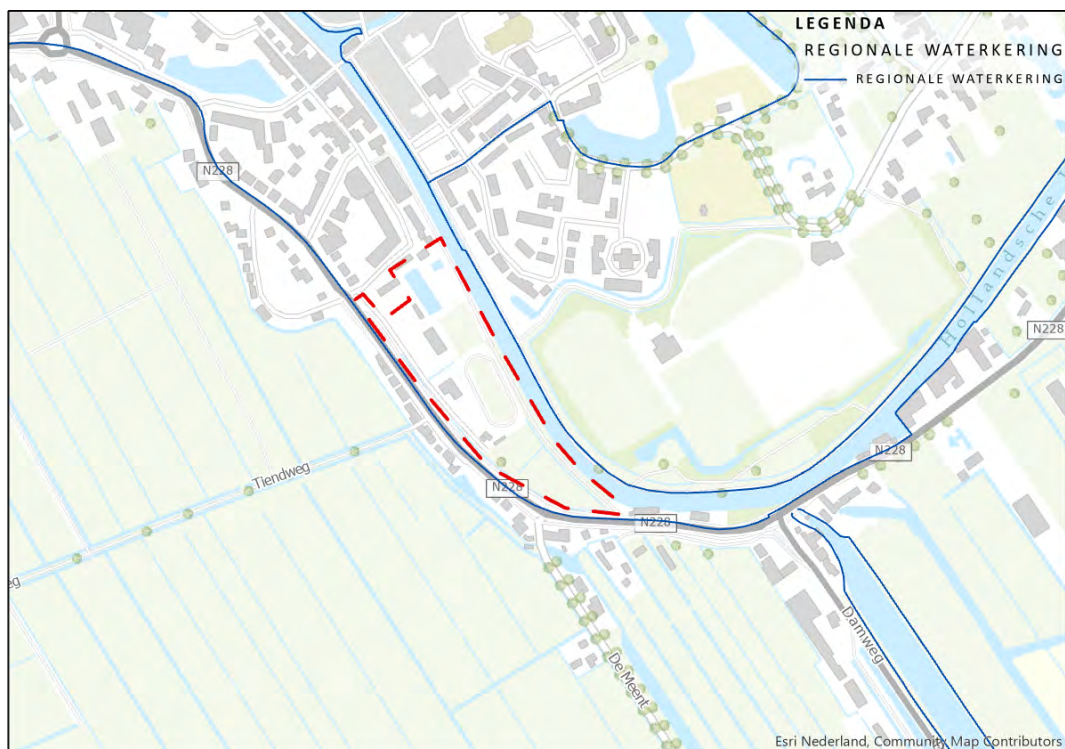 LEGENDA
REGIONALE WATERKERING
REGIONALE WATERKERING
N228
Hollandsche
N228
N228
Tiendweg
N228
N228
Damweg
De Meent
Esri Nederland, Community Map Contributors